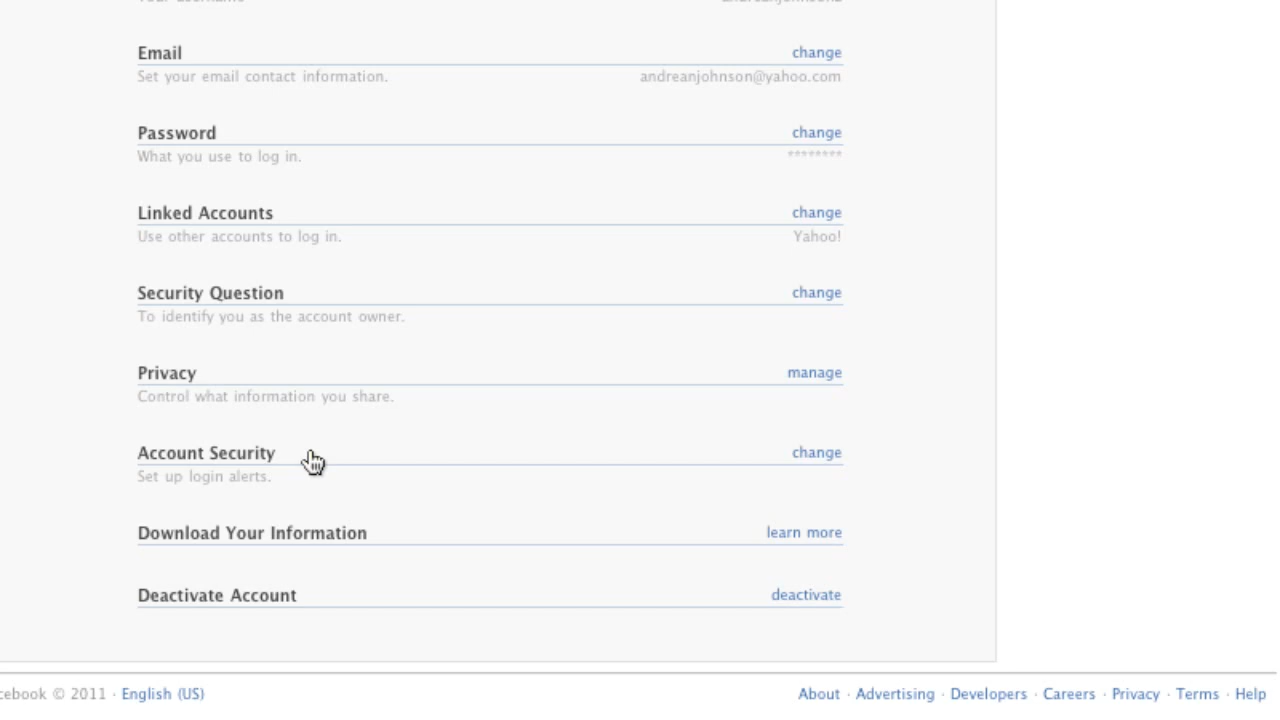 Email change
Set your email contact information. andreanjohnson@yahoo.com
Password change
What you use to log in. ********
Linked Accounts change
Use other accounts to log in. Yahoo!
Security Question change
To identify you as the account owner.
Privacy manage
Control what information you share.
Account Security change
Set up login alerts.
Download Your Information learn more
Deactivate Account deactivate
cebook © 2011 · English (US) About · Advertising · Developers · Careers · Privacy · Terms · Help